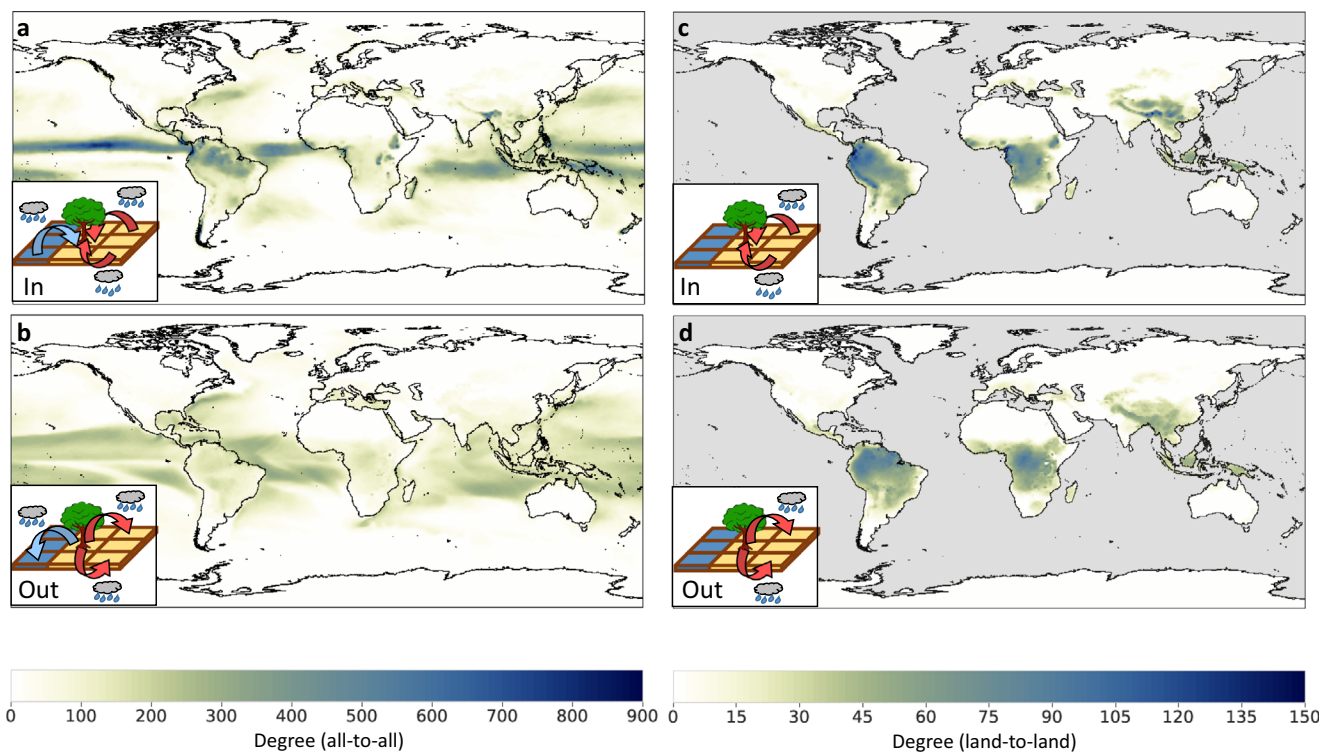 a
c
In
In
b
d
Out
Out
0 100 200 300 400 500 600 700 800 900
Degree (all-to-all)
0 15 30 45 60 75 90 105 120 135 150
Degree (land-to-land)